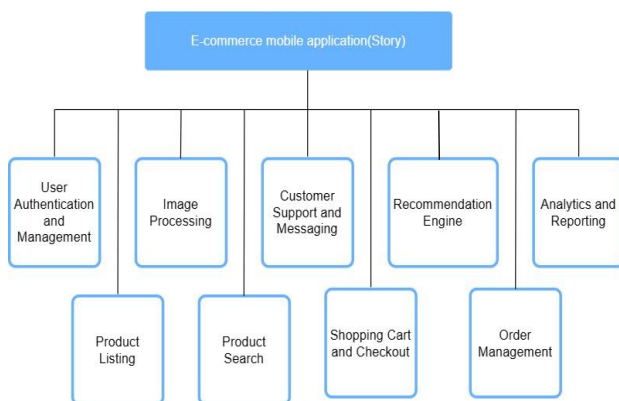 E-commerce mobile application(Story)
User
Authentication
and
Management
Image
Processing
Customer
Support and
Messaging
Recommendation
Engine
Analytics and
Reporting
Product
Listing
Product
Search
Shopping Cart
and Checkout
Order
Management